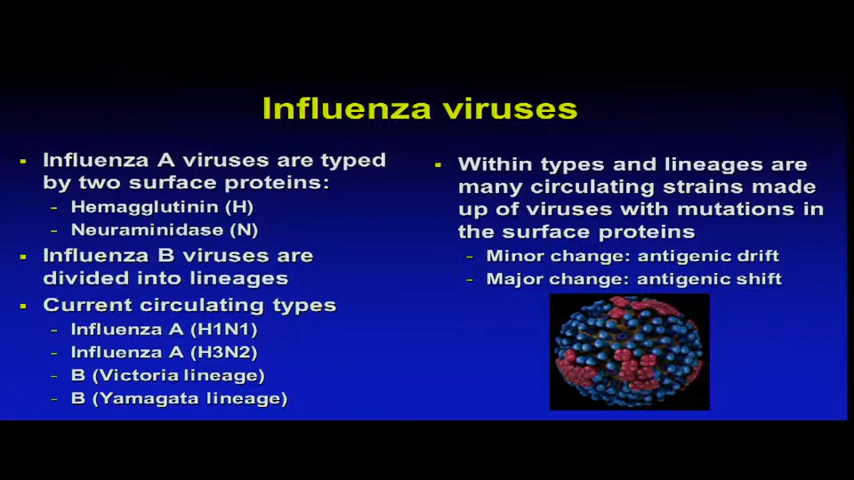 Influenza viruses
▪ Influenza A viruses are typed
by two surface proteins:
- Hemagglutinin (H)
- Neuraminidase (N)
▪ Influenza B viruses are
divided into lineages
▪ Current circulating types
- Influenza A (H1N1)
- Influenza A (H3N2)
- B (Victoria lineage)
- B (Yamagata lineage)
▪ Within types and lineages are
many circulating strains made
up of viruses with mutations in
the surface proteins
- Minor change: antigenic drift
- Major change: antigenic shift